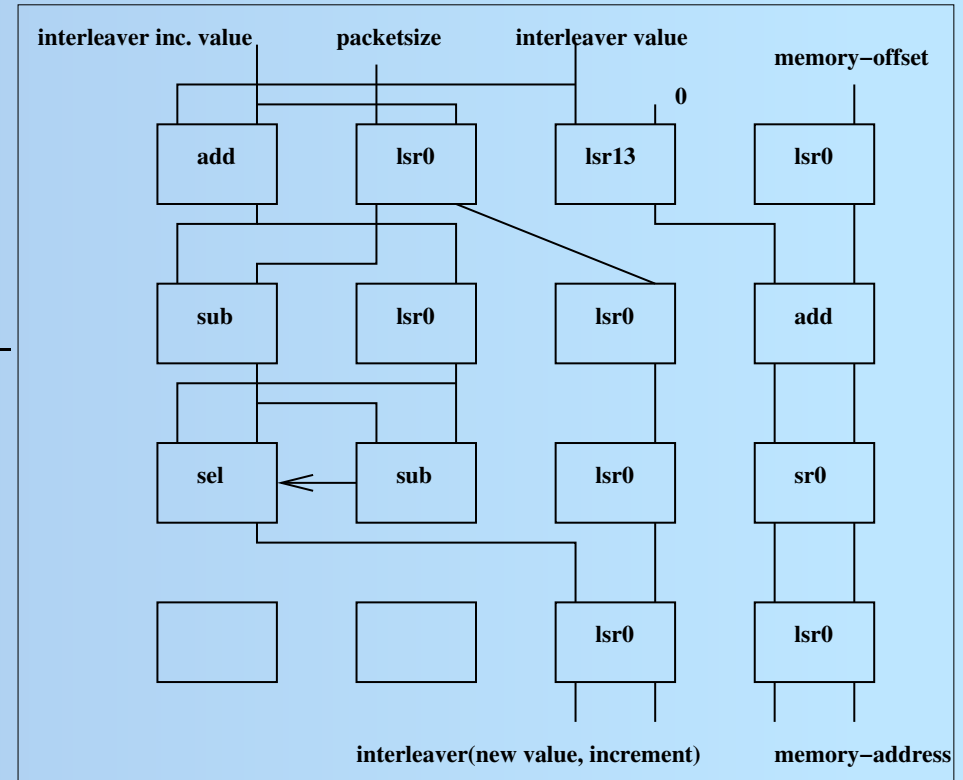 interleaver inc. value packetsize interleaver value
memory-offset
0
add lsr0 lsr13 lsr0
sub lsr0 lsr0 add
sel sub lsr0 sr0
lsr0 lsr0
interleaver(new value, increment) memory-address